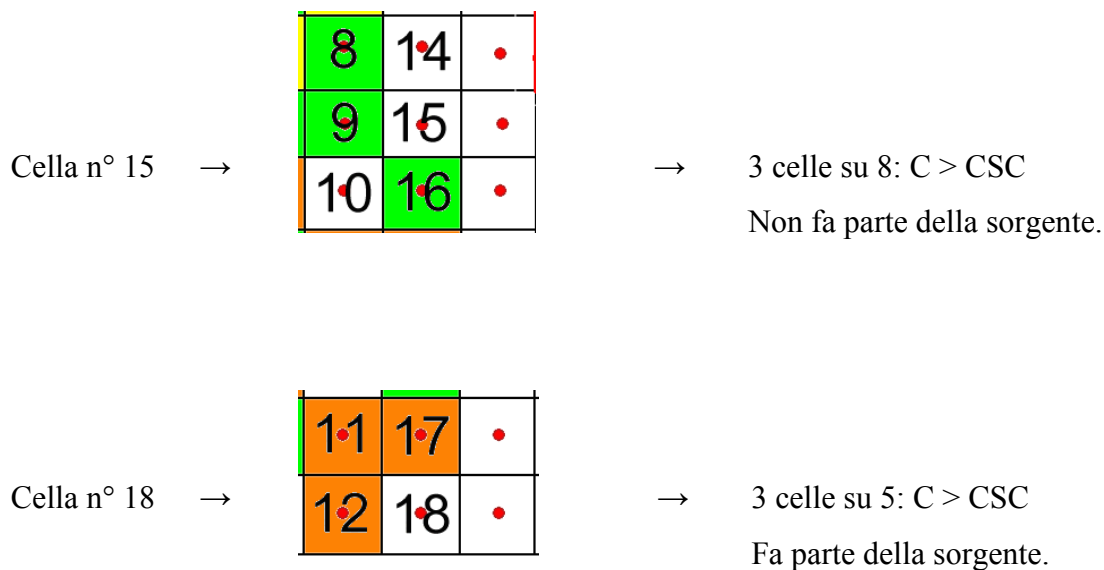 8 14
9 15
Cella n° 15 → → 3 celle su 8: C > CSC
10 16
Non fa parte della sorgente.
11 17
Cella n° 18 → → 3 celle su 5: C > CSC
12 18
Fa parte della sorgente.